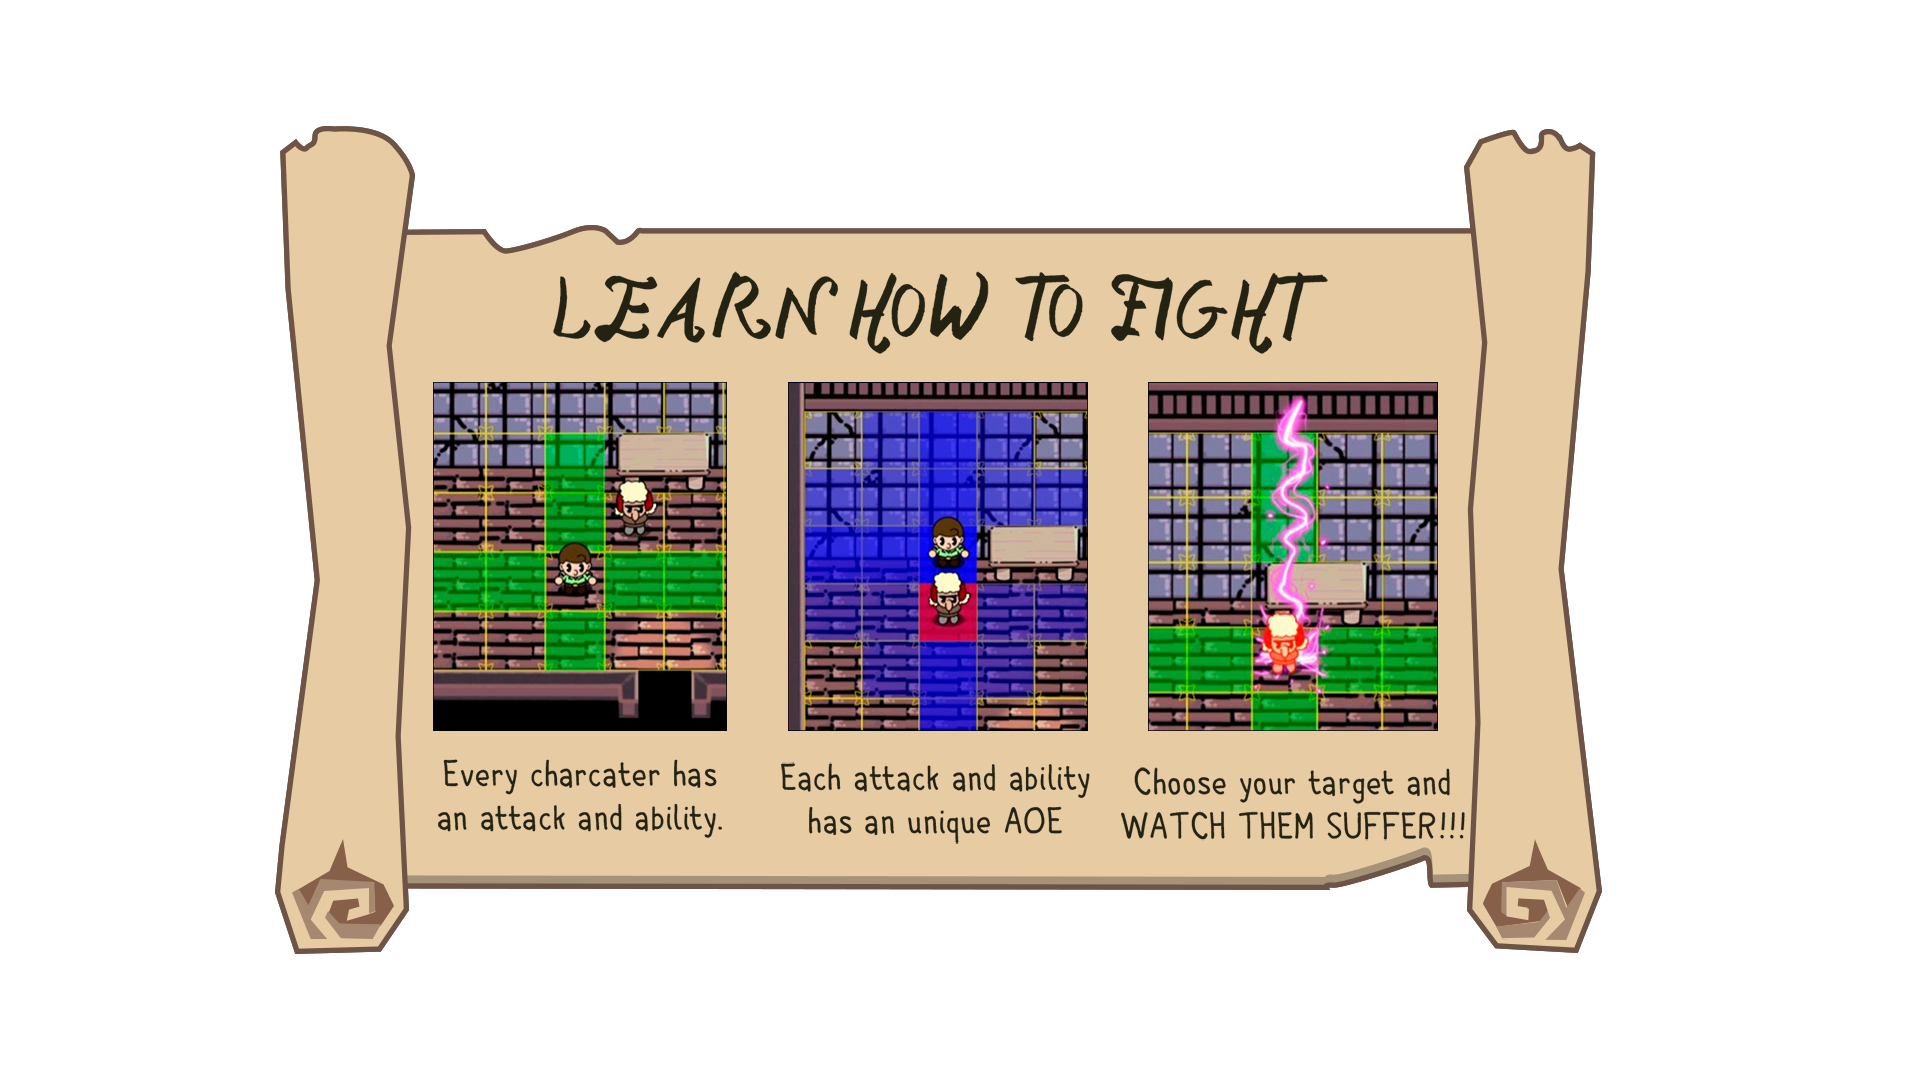 LEARN HOW TO FIGHT
Every charcater has
an attack and ability.
Each attack and ability
has an unique AOE
Choose your target and
WATCH THEM SUFFER!!!